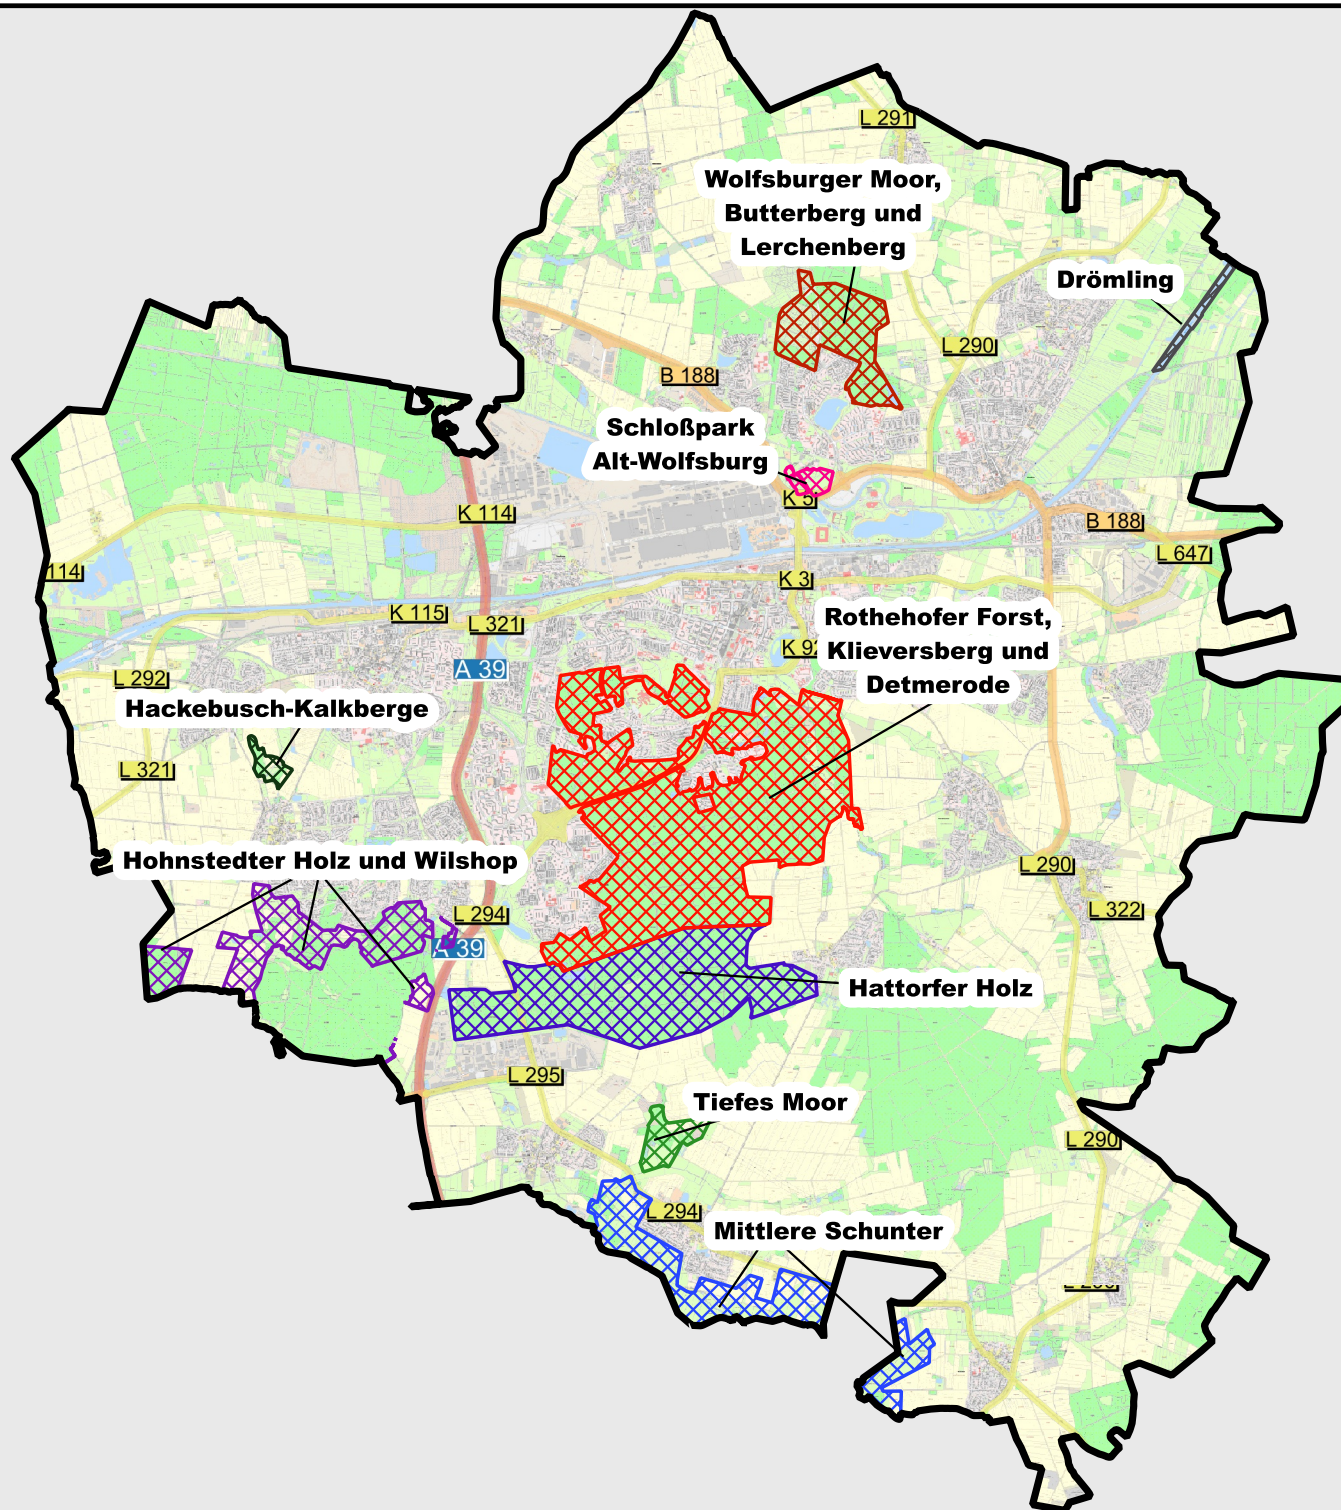 L 291
Wolfsburger Moor,
Butterberg und
Lerchenberg
Drömling
L 290
B 188
Schloßpark
Alt-Wolfsburg
K 5
K 114
B 188
L 647
114
K 3
K 115
L 321
Rothehofer Forst,
Klieversberg und
Detmerode
K 92
A 39
L 292
Hackebusch-Kalkberge
L 321
Hohnstedter Holz und Wilshop
L 290
L 322
L 294
A 39
Hattorfer Holz
L 295
Tiefes Moor
L 290
L 294
Mittlere Schunter